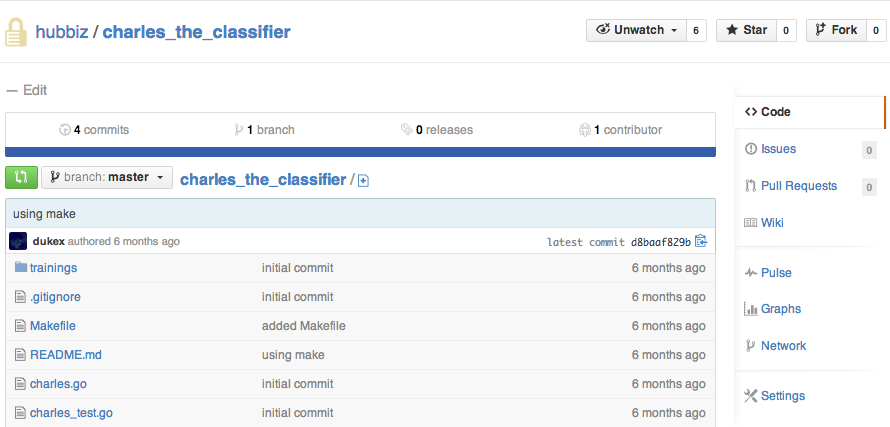 hubbiz / charles_the_classifier
Unwatch 6
Star 0
Fork 0
— Edit
4 commits
1 branch
0 releases
1 contributor
branch: master
charles_the_classifier /
using make
dukex authored 6 months ago
latest commit d8baaf829b
trainings initial commit 6 months ago
.gitignore initial commit 6 months ago
Makefile added Makefile 6 months ago
README.md using make 6 months ago
charles.go initial commit 6 months ago
charles_test.go initial commit 6 months ago
Code
Issues 0
Pull Requests 0
Wiki
Pulse
Graphs
Network
Settings